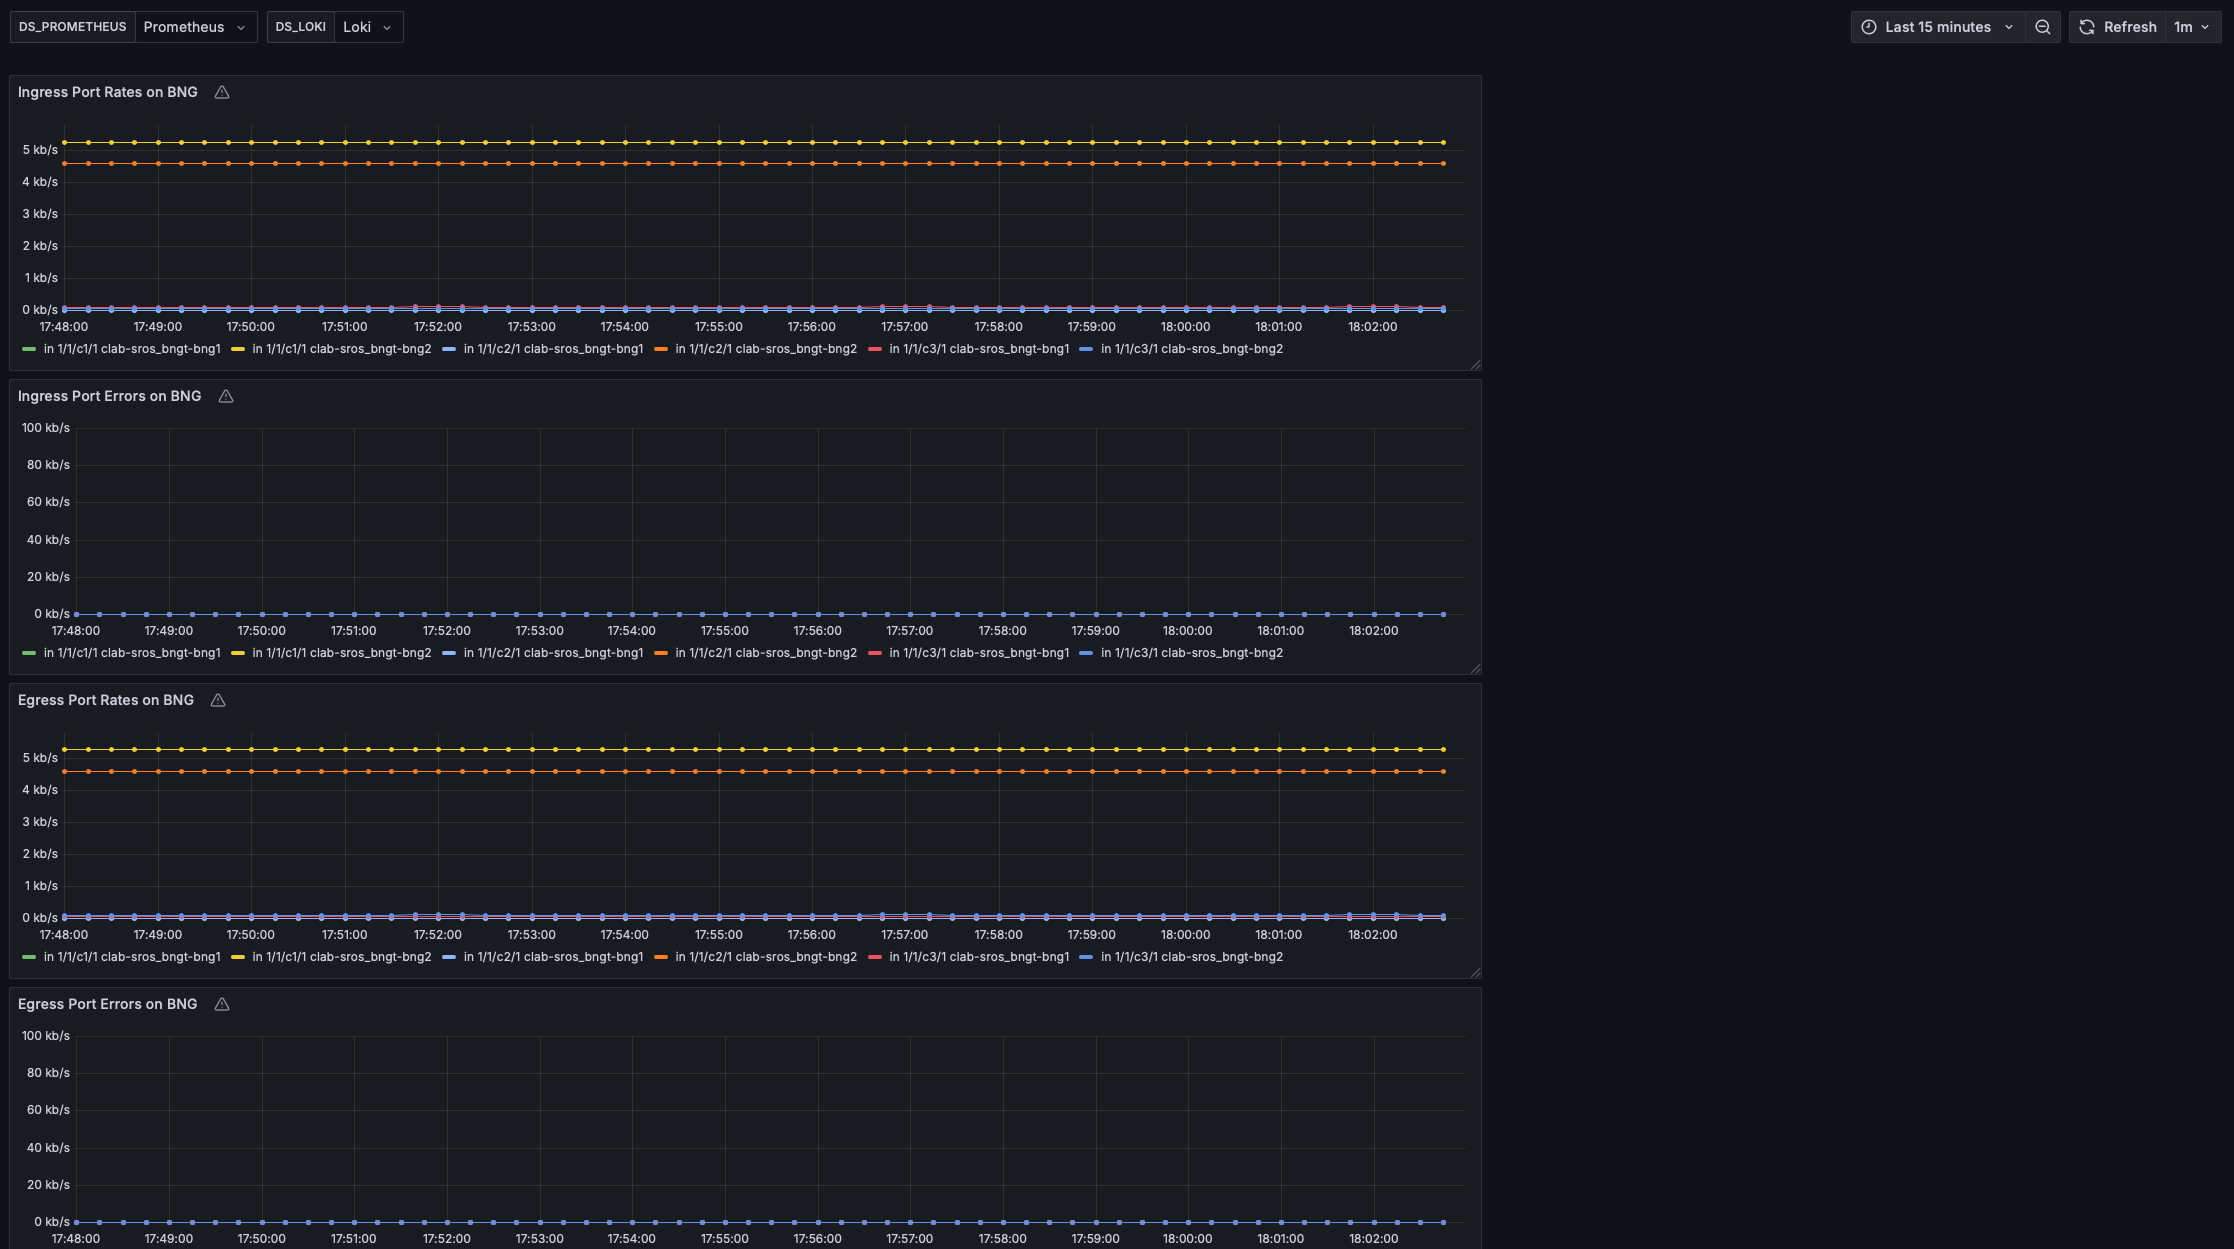 DS_PROMETHEUS Prometheus DS_LOKI Loki Last 15 minutes Refresh 1m
Ingress Port Rates on BNG
5 kb/s
4 kb/s
3 kb/s
2 kb/s
1 kb/s
0 kb/s
17:48:00 17:49:00 17:50:00 17:51:00 17:52:00 17:53:00 17:54:00 17:55:00 17:56:00 17:57:00 17:58:00 17:59:00 18:00:00 18:01:00 18:02:00
in 1/1/c1/1 clab-sros_bngt-bng1 in 1/1/c1/1 clab-sros_bngt-bng2 in 1/1/c2/1 clab-sros_bngt-bng1 in 1/1/c2/1 clab-sros_bngt-bng2 in 1/1/c3/1 clab-sros_bngt-bng1 in 1/1/c3/1 clab-sros_bngt-bng2
Ingress Port Errors on BNG
100 kb/s
80 kb/s
60 kb/s
40 kb/s
20 kb/s
0 kb/s
17:48:00 17:49:00 17:50:00 17:51:00 17:52:00 17:53:00 17:54:00 17:55:00 17:56:00 17:57:00 17:58:00 17:59:00 18:00:00 18:01:00 18:02:00
in 1/1/c1/1 clab-sros_bngt-bng1 in 1/1/c1/1 clab-sros_bngt-bng2 in 1/1/c2/1 clab-sros_bngt-bng1 in 1/1/c2/1 clab-sros_bngt-bng2 in 1/1/c3/1 clab-sros_bngt-bng1 in 1/1/c3/1 clab-sros_bngt-bng2
Egress Port Rates on BNG
5 kb/s
4 kb/s
3 kb/s
2 kb/s
1 kb/s
0 kb/s
17:48:00 17:49:00 17:50:00 17:51:00 17:52:00 17:53:00 17:54:00 17:55:00 17:56:00 17:57:00 17:58:00 17:59:00 18:00:00 18:01:00 18:02:00
in 1/1/c1/1 clab-sros_bngt-bng1 in 1/1/c1/1 clab-sros_bngt-bng2 in 1/1/c2/1 clab-sros_bngt-bng1 in 1/1/c2/1 clab-sros_bngt-bng2 in 1/1/c3/1 clab-sros_bngt-bng1 in 1/1/c3/1 clab-sros_bngt-bng2
Egress Port Errors on BNG
100 kb/s
80 kb/s
60 kb/s
40 kb/s
20 kb/s
0 kb/s
17:48:00 17:49:00 17:50:00 17:51:00 17:52:00 17:53:00 17:54:00 17:55:00 17:56:00 17:57:00 17:58:00 17:59:00 18:00:00 18:01:00 18:02:00